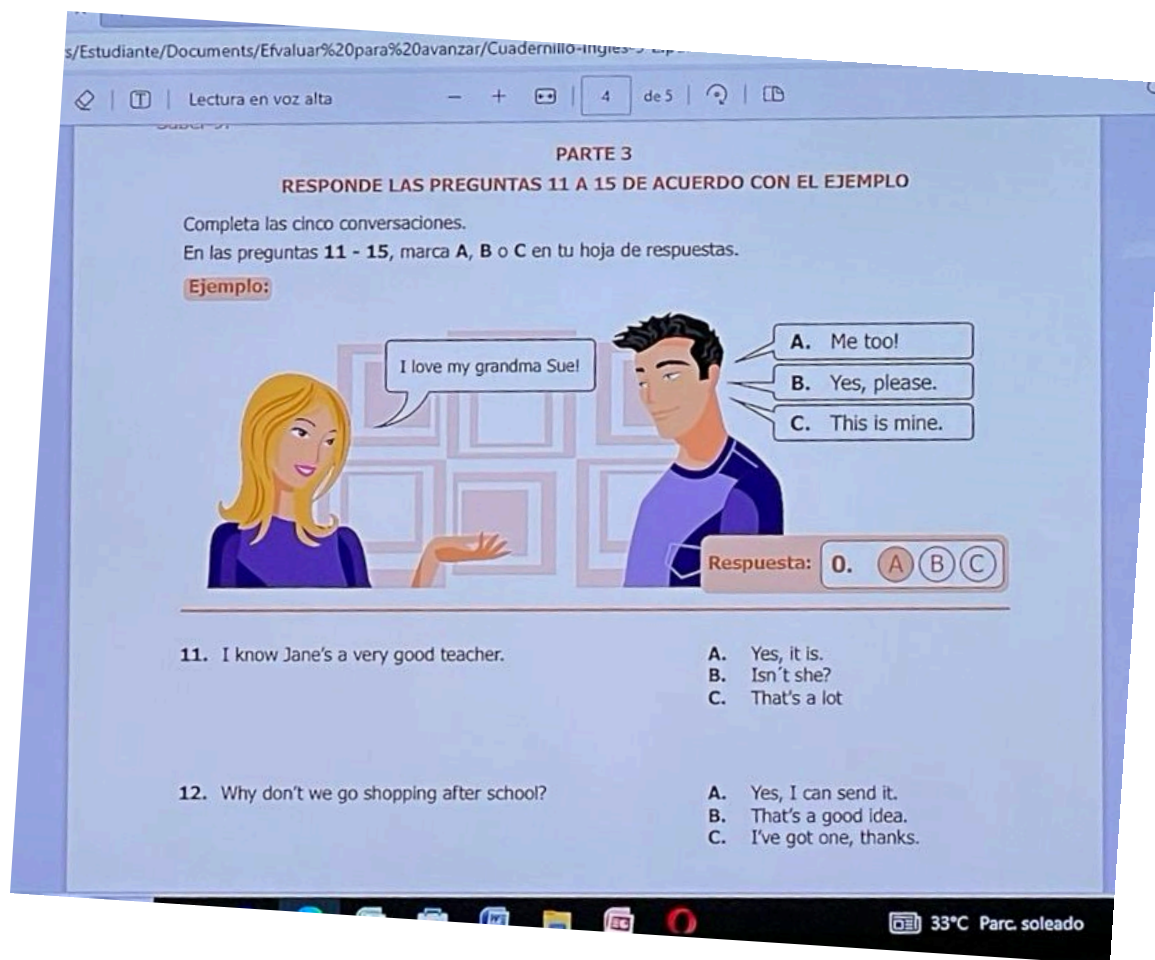 s/Estudiante/Documents/Efvaluar%20para%20avanzar/Cuadernillo-Ingles-
Lectura en voz alta
4 de 5
PARTE 3
RESPONDE LAS PREGUNTAS 11 A 15 DE ACUERDO CON EL EJEMPLO
Completa las cinco conversaciones.
En las preguntas 11 - 15, marca A, B o C en tu hoja de respuestas.
Ejemplo:
I love my grandma Sue!
A. Me too!
B. Yes, please.
C. This is mine.
Respuesta: 0. A B C
11. I know Jane's a very good teacher.
A. Yes, it is.
B. Isn´t she?
C. That's a lot
12. Why don't we go shopping after school?
A. Yes, I can send it.
B. That's a good idea.
C. I've got one, thanks.
33°C Parc. soleado